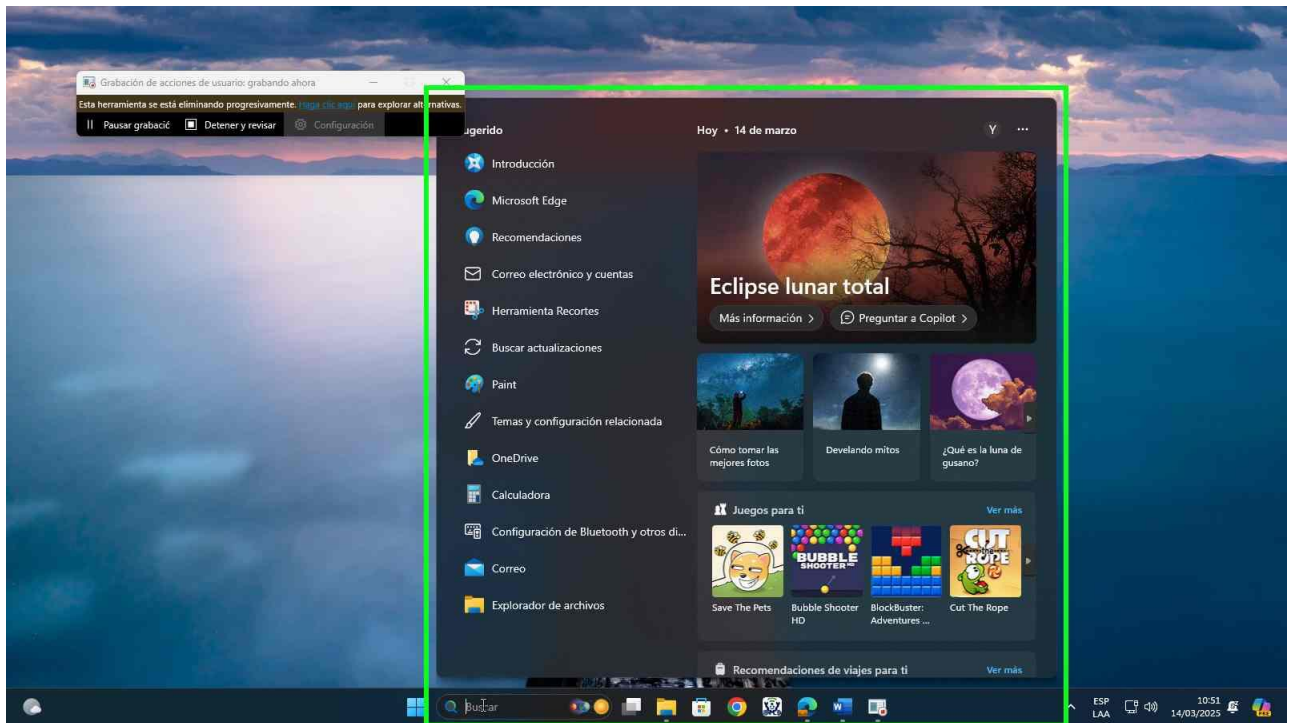 Grabación de acciones de usuario: grabando ahora
Esta herramienta se está eliminando progresivamente. Haga clic aquí para explorar alternativas.
Pausar grabació Detener y revisar Configuración
ugerido
Introducción
Microsoft Edge
Recomendaciones
Correo electrónico y cuentas
Herramienta Recortes
Buscar actualizaciones
Paint
Temas y configuración relacionada
OneDrive
Calculadora
Configuración de Bluetooth y otros di...
Correo
Explorador de archivos
Hoy • 14 de marzo
Y ...
Eclipse lunar total
Más información > Preguntar a Copilot >
Cómo tomar las
mejores fotos
Develando mitos
¿Qué es la luna de
gusano?
Juegos para ti Ver más
BUBBLE
SHOOTER HD
CUT
the
ROPE
Save The Pets
Bubble Shooter
HD
BlockBuster:
Adventures ...
Cut The Rope
Recomendaciones de viajes para ti Ver más
Buscar
ESP
LAA
10:51
14/03/2025